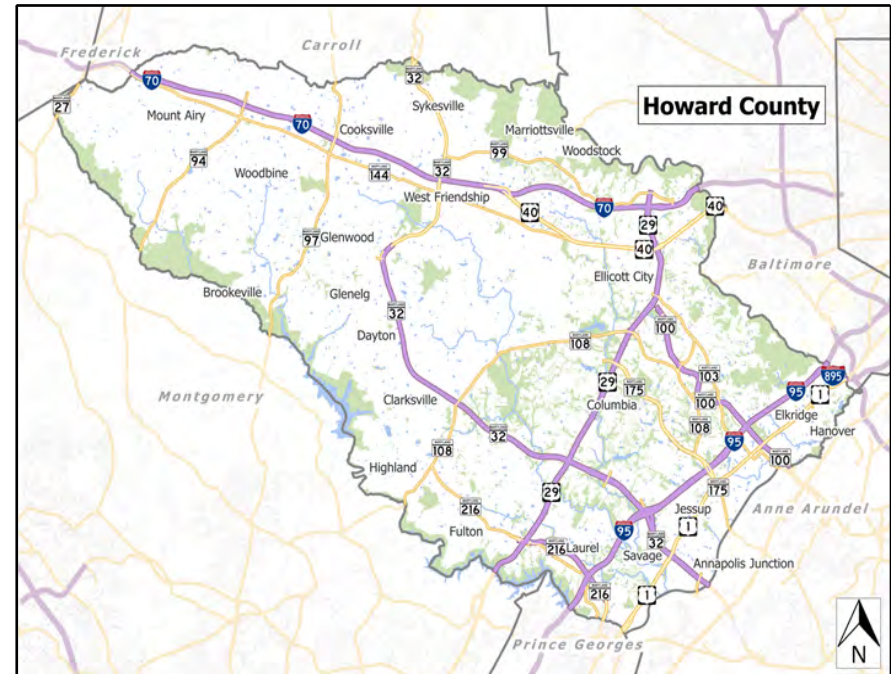 Frederick
Carroll
Howard County
70
32
27
Mount Airy
Sykesville
70
Cooksville
Marriottsville
94
99
Woodstock
Woodbine
144
32
West Friendship
70
40
40
29
97
Glenwood
40
Baltimore
Ellicott City
Brookeville
Glenelg
32
100
Dayton
108
Montgomery
29
175
103
895
95
1
Clarksville
Columbia
100
Elkridge
Hanover
108
32
108
95
100
Highland
175
29
Anne Arundel
216
Jessup
Fulton
95
1
216
Laurel
Savage
32
Annapolis Junction
216
1
Prince Georges
N